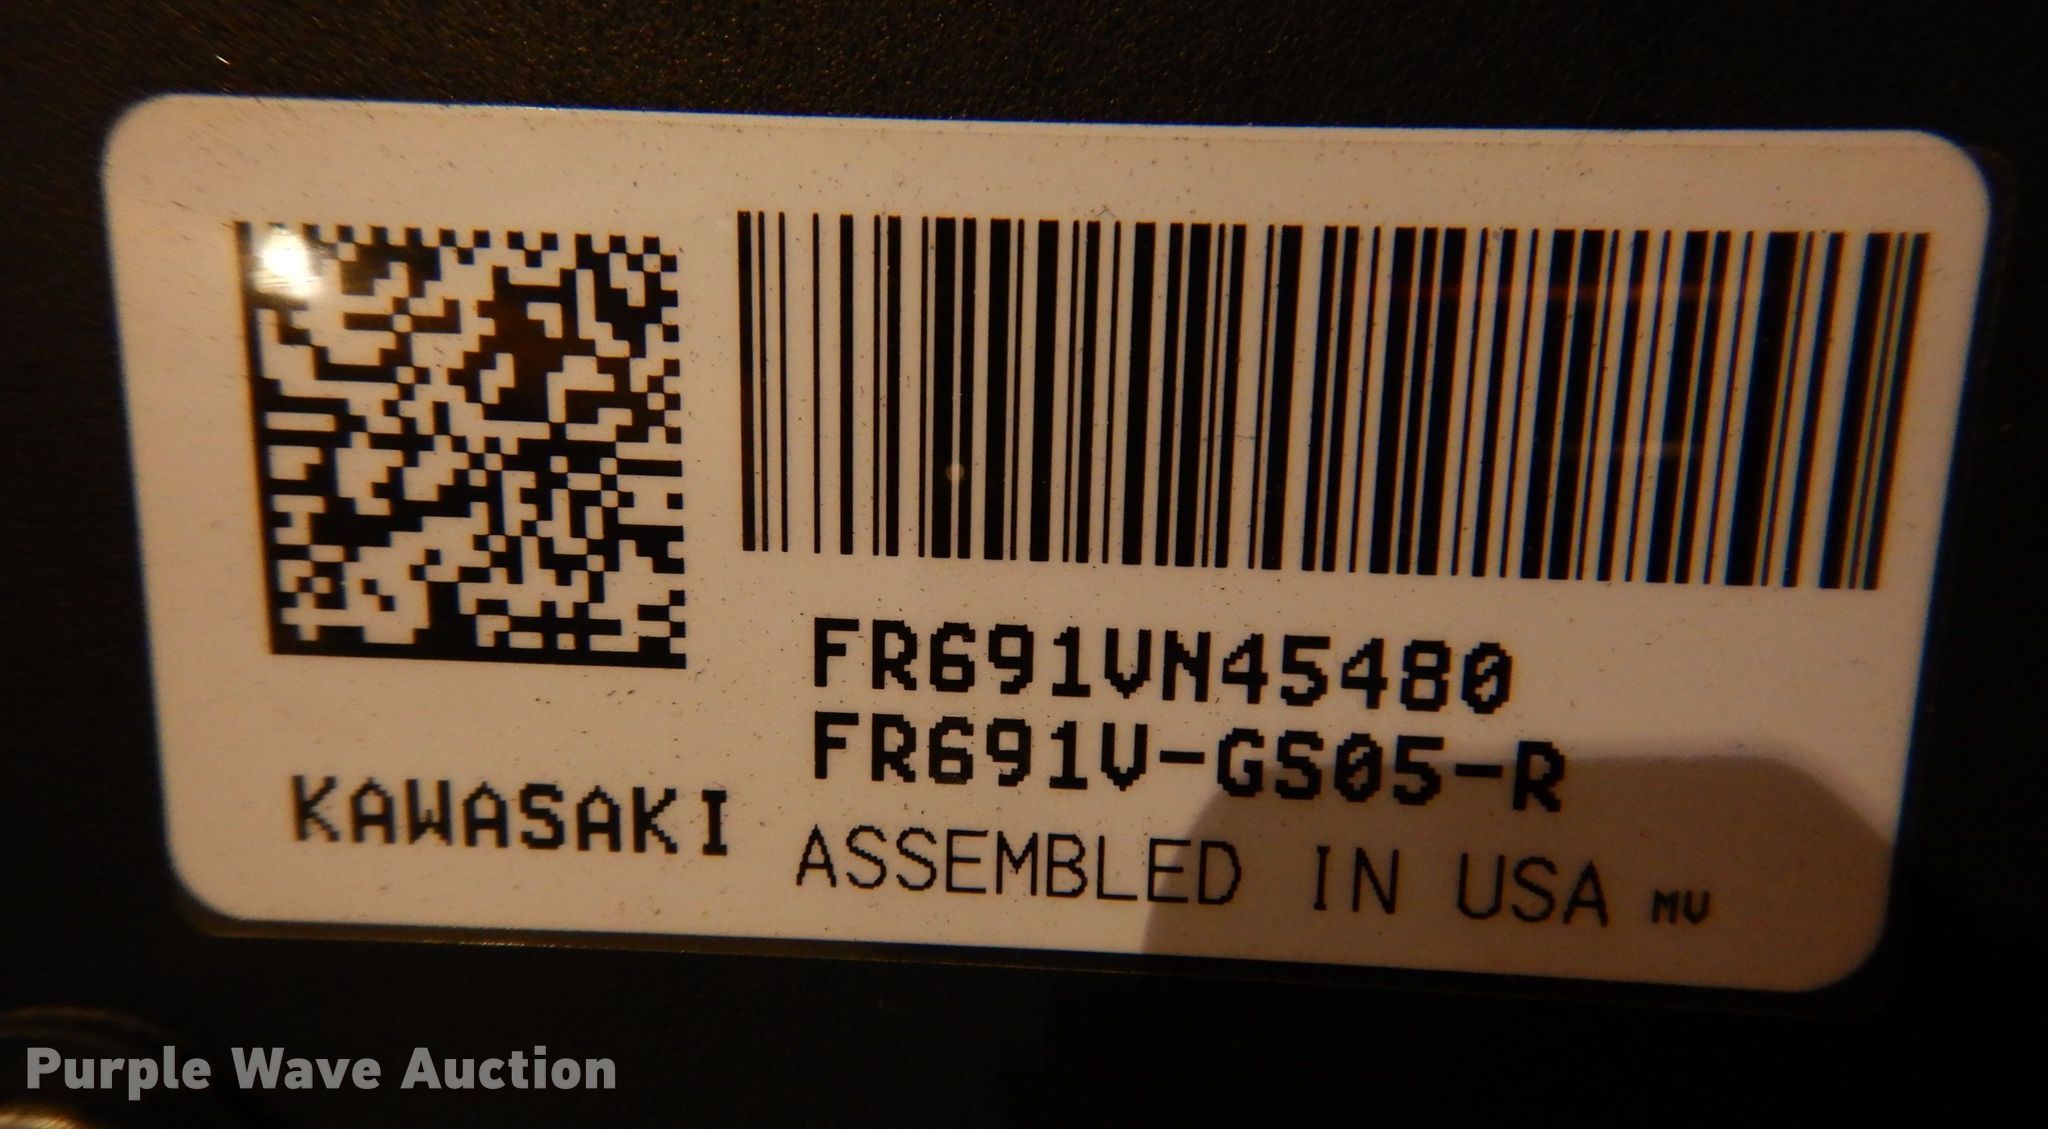 FR691VN45480
FR691V-GS05-R
KAWASAKI
ASSEMBLED IN USA MV
Purple Wave Auction